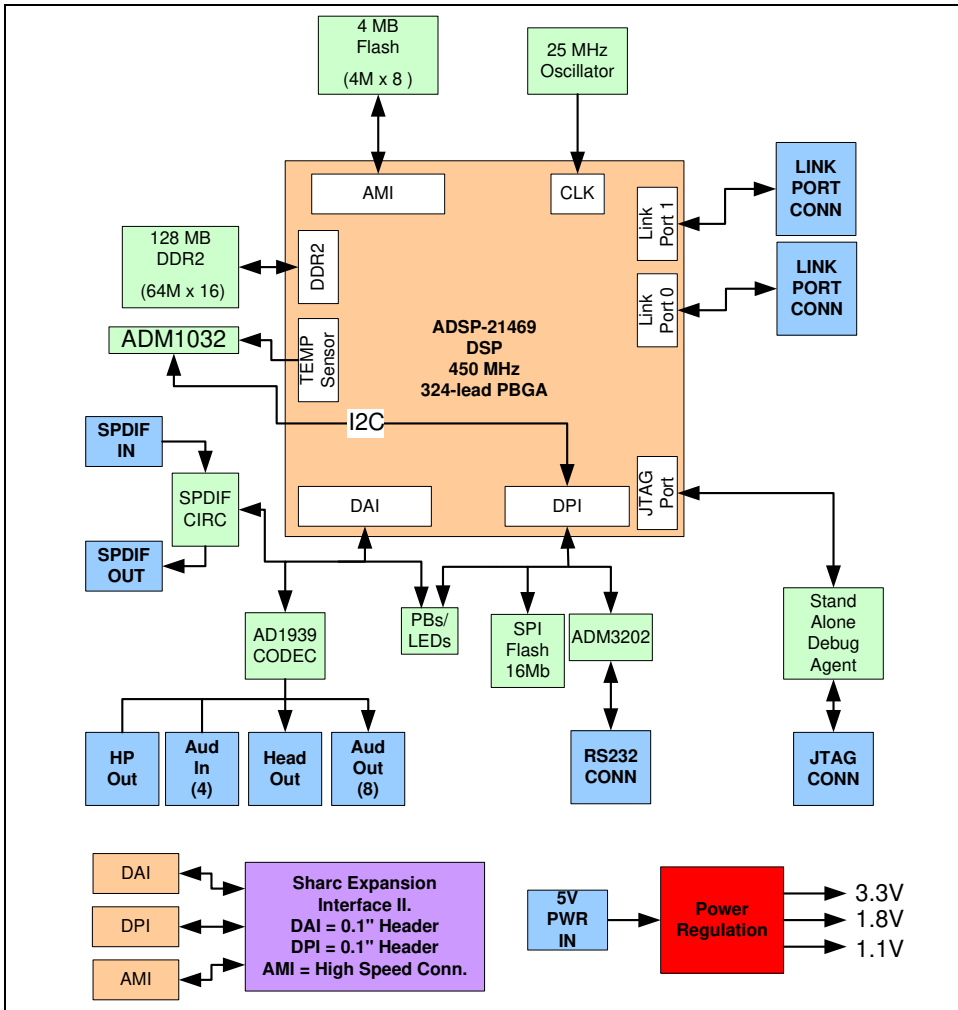 4 MB
Flash
(4M x 8 )
25 MHz
Oscillator
AMI
CLK
Link
Port 1
LINK
PORT
CONN
128 MB
DDR2
(64M x 16)
DDR2
Link
Port 0
LINK
PORT
CONN
ADM1032
TEMP
Sensor
ADSP-21469
DSP
450 MHz
324-lead PBGA
I2C
SPDIF
IN
SPDIF
CIRC
SPDIF
OUT
DAI
DPI
JTAG
Port
AD1939
CODEC
PBs/
LEDs
SPI
Flash
16Mb
ADM3202
Stand
Alone
Debug
Agent
HP
Out
Aud
In
(4)
Head
Out
Aud
Out
(8)
RS232
CONN
JTAG
CONN
DAI
DPI
AMI
Sharc Expansion
Interface II.
DAI = 0.1" Header
DPI = 0.1" Header
AMI = High Speed Conn.
5V
PWR
IN
Power
Regulation
3.3V
1.8V
1.1V